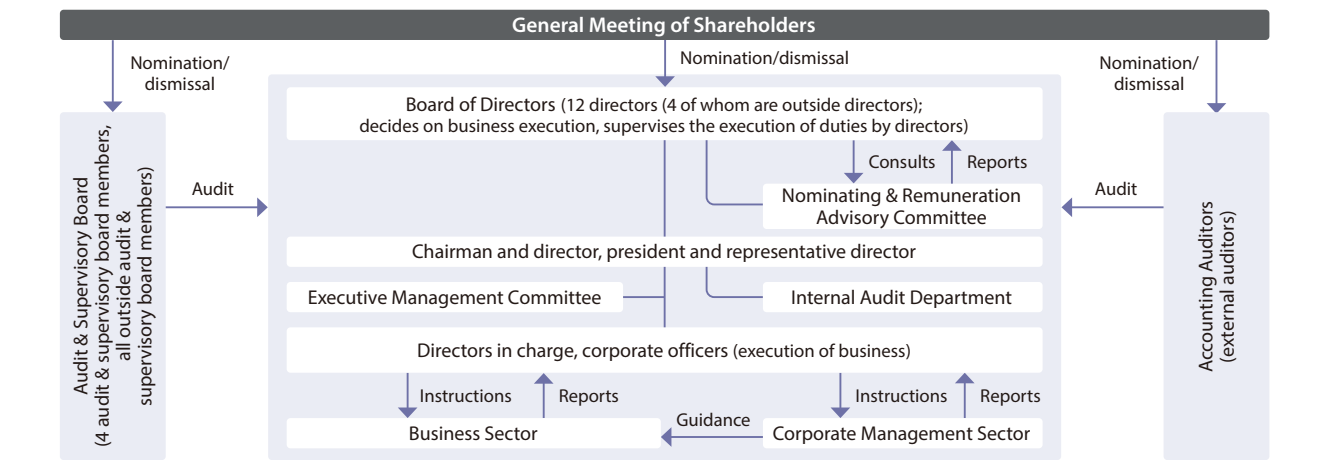 General Meeting of Shareholders
Nomination/
dismissal
Nomination/dismissal
Nomination/
dismissal
Board of Directors (12 directors (4 of whom are outside directors);
decides on business execution, supervises the execution of duties by directors)
Consults
Reports
Nominating & Remuneration
Advisory Committee
Audit & Supervisory Board
(4 audit & supervisory board members,
all outside audit &
supervisory board members)
Audit
Audit
Accounting Auditors
(external auditors)
Chairman and director, president and representative director
Executive Management Committee
Internal Audit Department
Directors in charge, corporate officers (execution of business)
Instructions
Reports
Instructions
Reports
Business Sector
Guidance
Corporate Management Sector